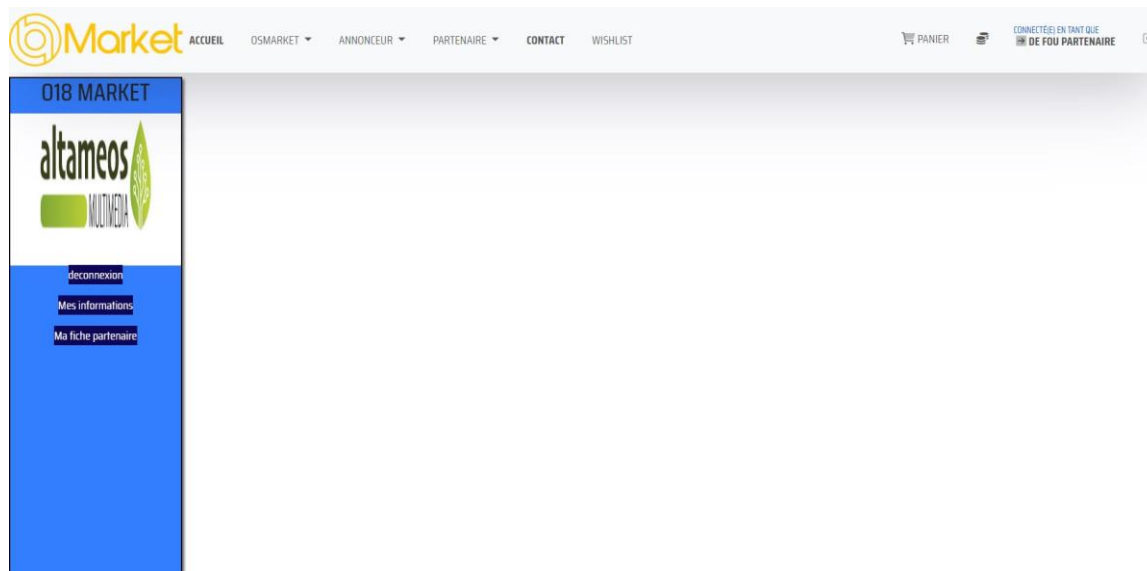 Market
ACCUEIL OSMARKET ANNONCEUR PARTENAIRE CONTACT WISHLIST PANIER
CONNECTÉ(E) EN TANT QUE
DE FOU PARTENAIRE
O18 MARKET
altameos
MULTIMEDIA
deconnexion
Mes informations
Ma fiche partenaire